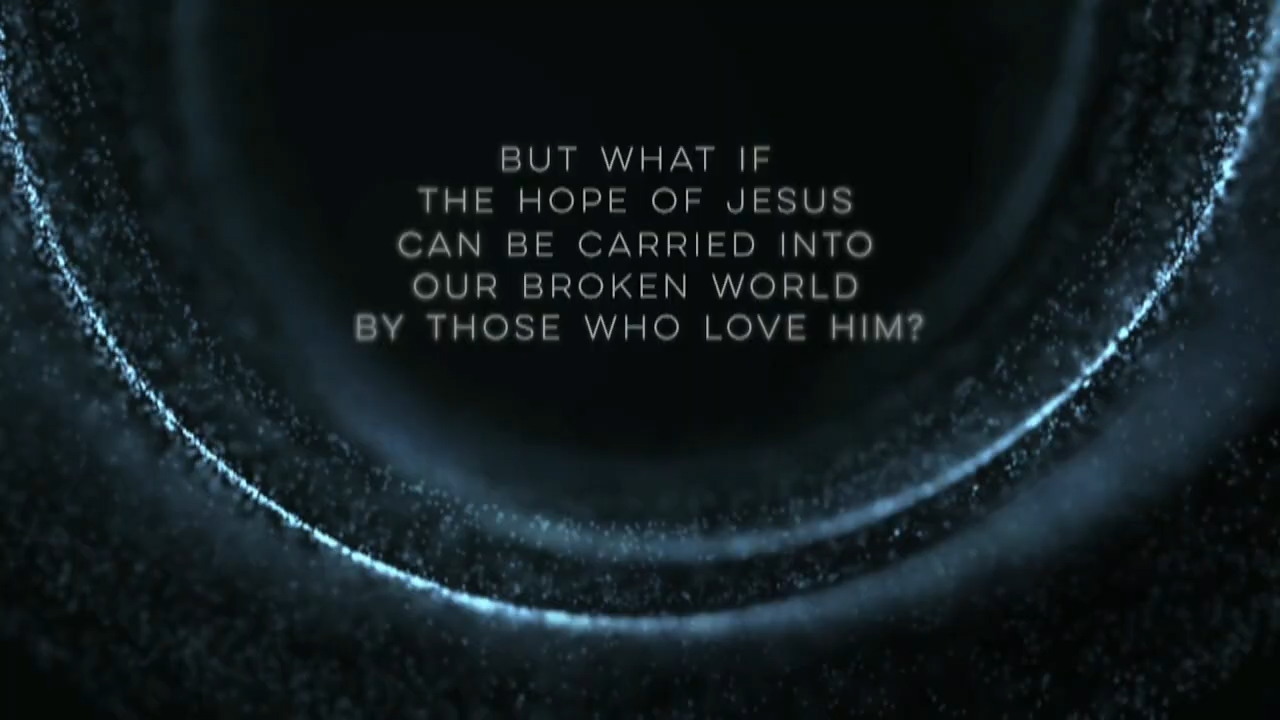 BUT WHAT IF
THE HOPE OF JESUS
CAN BE CARRIED INTO
OUR BROKEN WORLD
BY THOSE WHO LOVE HIM?